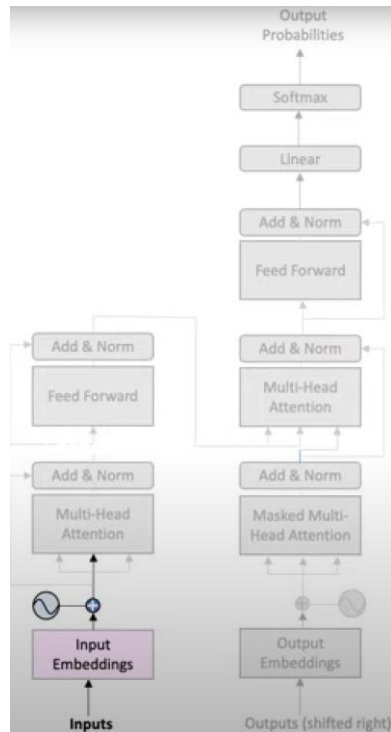 Output
Probabilities
Softmax
Linear
Add & Norm
Feed Forward
Add & Norm
Multi-Head
Attention
Add & Norm
Masked Multi-
Head Attention
Output
Embeddings
Outputs (shifted right)
Add & Norm
Feed Forward
Add & Norm
Multi-Head
Attention
Input
Embeddings
Inputs